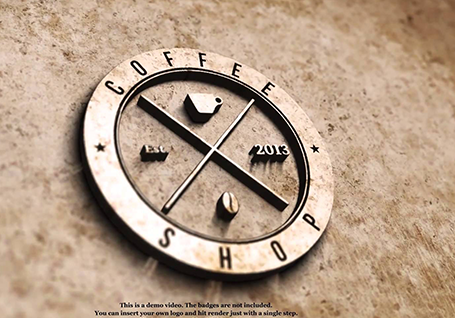 COFFEE
Est. 2013
SHOP
This is a demo video. The badges are not included.
You can insert your own logo and hit render just with a single step.